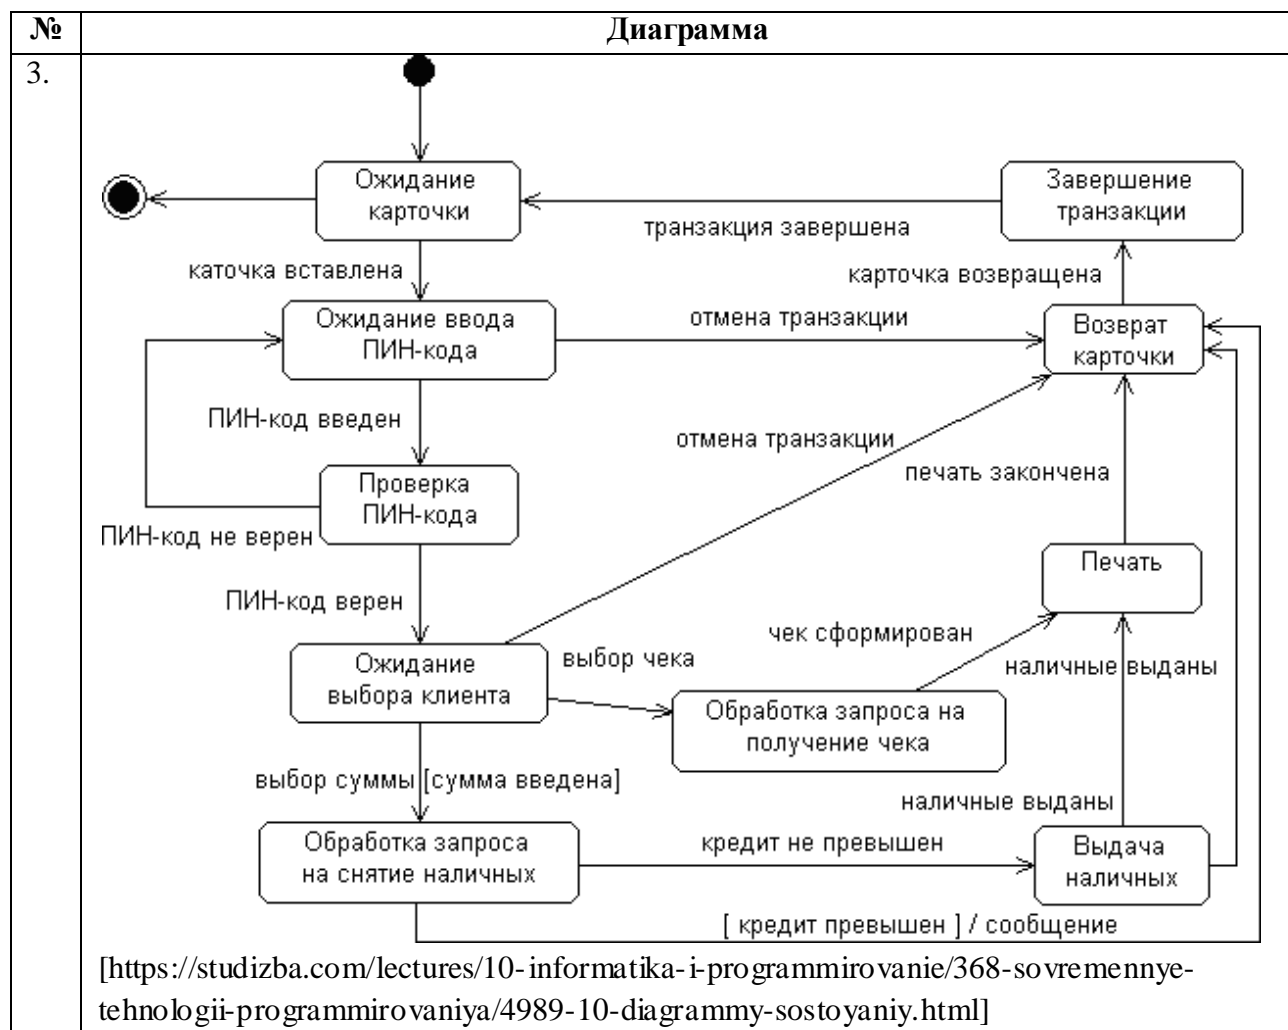 №
Диаграмма
3.
Ожидание
карточки
Завершение
транзакции
транзакция завершена
каточка вставлена
карточка возвращена
Ожидание ввода
ПИН-кода
отмена транзакции
Возврат
карточки
ПИН-код введен
отмена транзакции
печать закончена
Проверка
ПИН-кода
ПИН-код не верен
Печать
ПИН-код верен
чек сформирован
Ожидание
выбора клиента
выбор чека
наличные выданы
Обработка запроса на
получение чека
выбор суммы [сумма введена]
наличные выданы
Обработка запроса
на снятие наличных
кредит не превышен
Выдача
наличных
[ кредит превышен ] / сообщение
[https://studizba.com/lectures/10-informatika-i-programmirovanie/368-sovremennye-
tehnologii-programmirovaniya/4989-10-diagrammy-sostoyaniy.html]